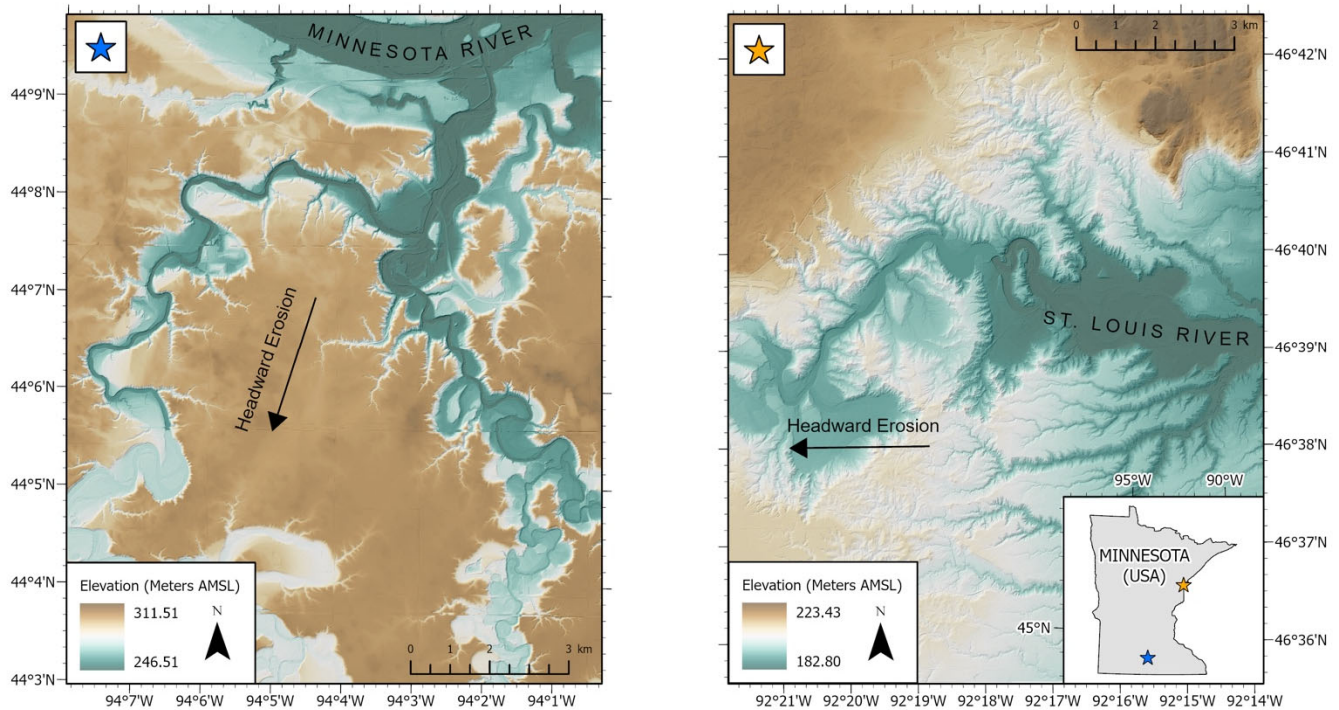 MINNESOTA RIVER
44°9'N
44°8'N
44°7'N
44°6'N
44°5'N
44°4'N
44°3'N
Headward Erosion
Elevation (Meters AMSL)
311.51
246.51
N
0 1 2 3 km
94°7'W 94°6'W 94°5'W 94°4'W 94°3'W 94°2'W 94°1'W
0 1 2 3 km
46°42'N
46°41'N
46°40'N
ST. LOUIS RIVER
46°39'N
Headward Erosion
46°38'N
95°W 90°W
MINNESOTA
(USA)
46°37'N
45°N
46°36'N
Elevation (Meters AMSL)
223.43
182.80
N
92°21'W 92°20'W 92°19'W 92°18'W 92°17'W 92°16'W 92°15'W 92°14'W